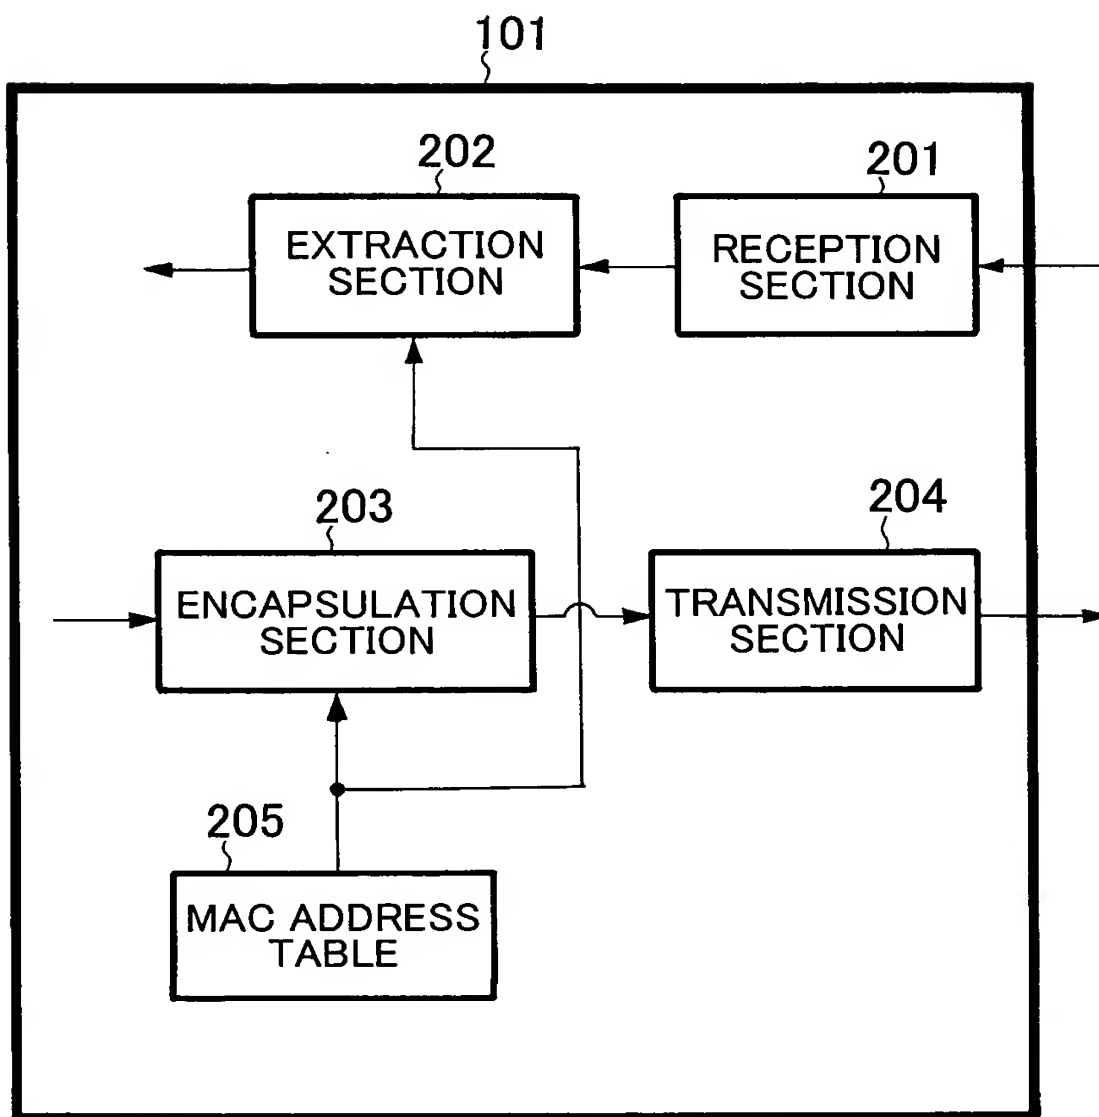 101
202
201
EXTRACTION
SECTION
RECEPTION
SECTION
203
204
ENCAPSULATION
SECTION
TRANSMISSION
SECTION
205
MAC ADDRESS
TABLE